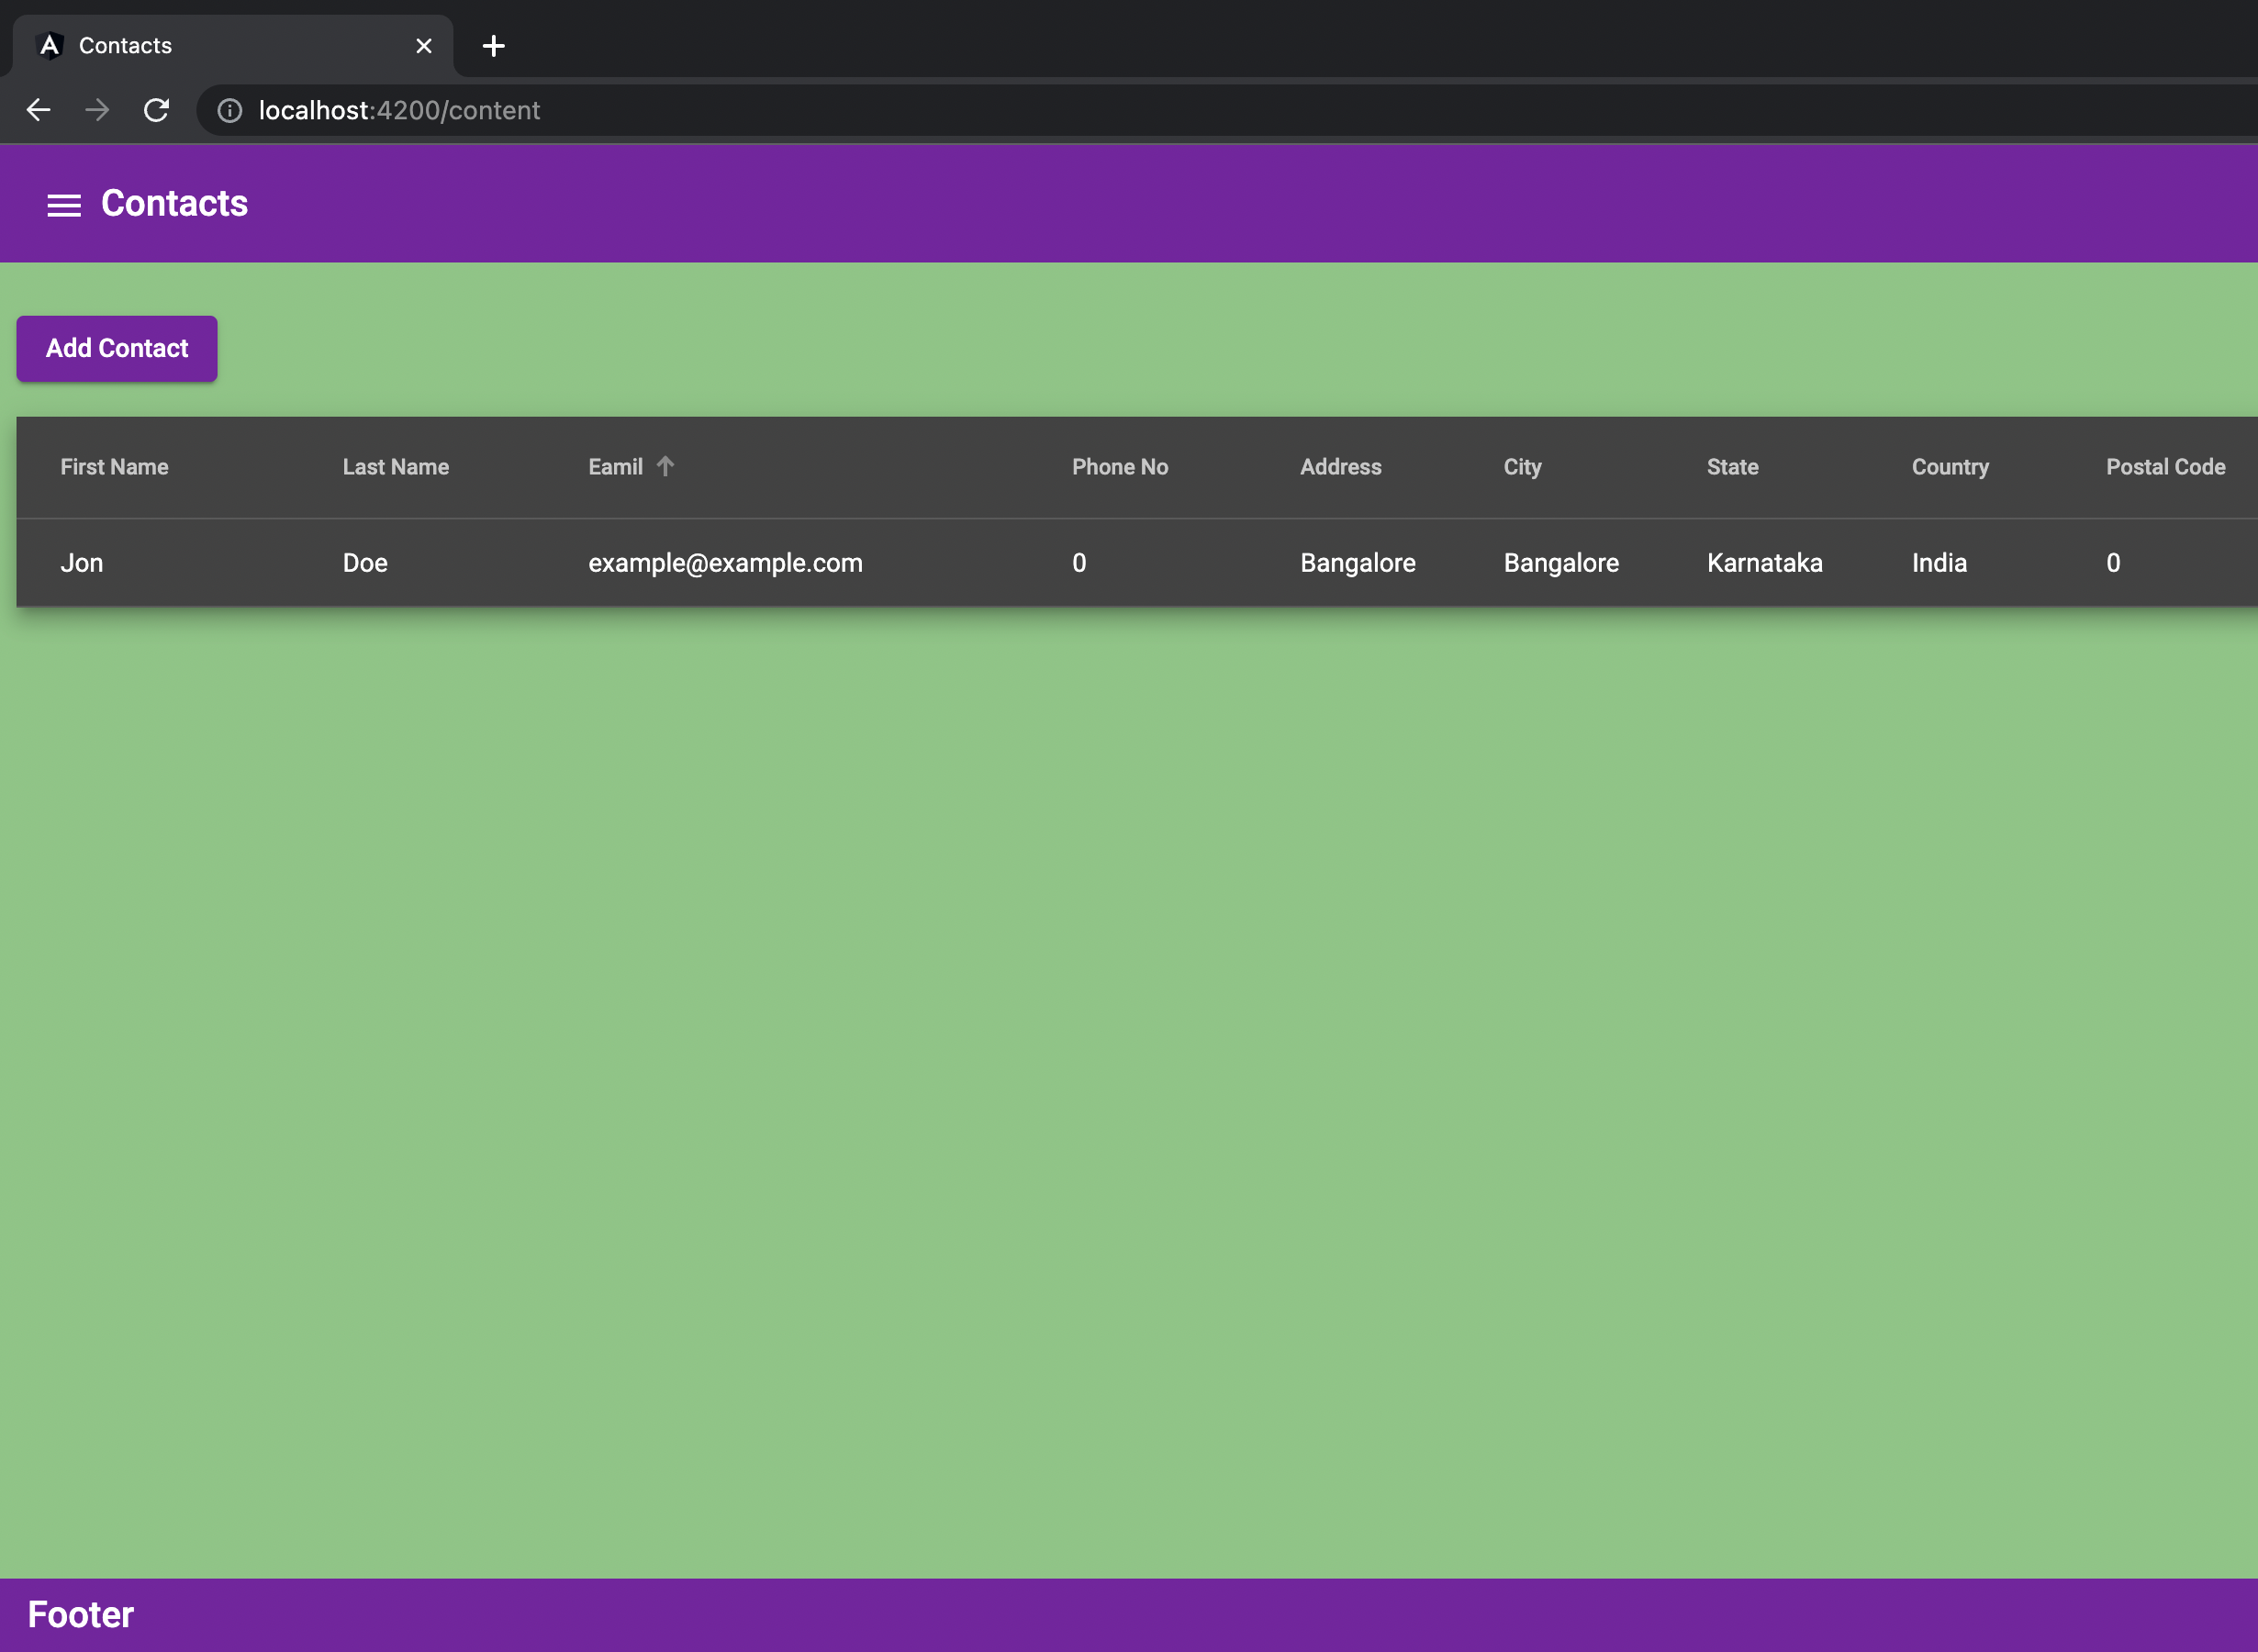 Contacts
localhost:4200/content
Contacts
Add Contact
First Name Last Name Eamil Phone No Address City State Country Postal Code
Jon Doe example@example.com 0 Bangalore Bangalore Karnataka India 0
Footer